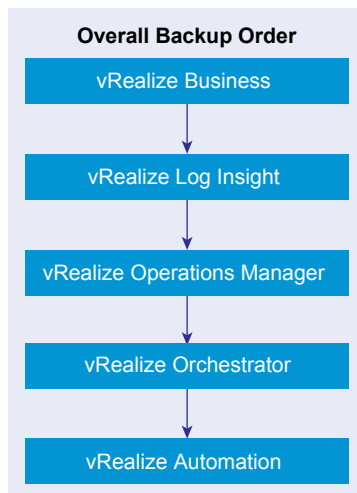 Overall Backup Order
vRealize Business
vRealize Log Insight
vRealize Operations Manager
vRealize Orchestrator
vRealize Automation